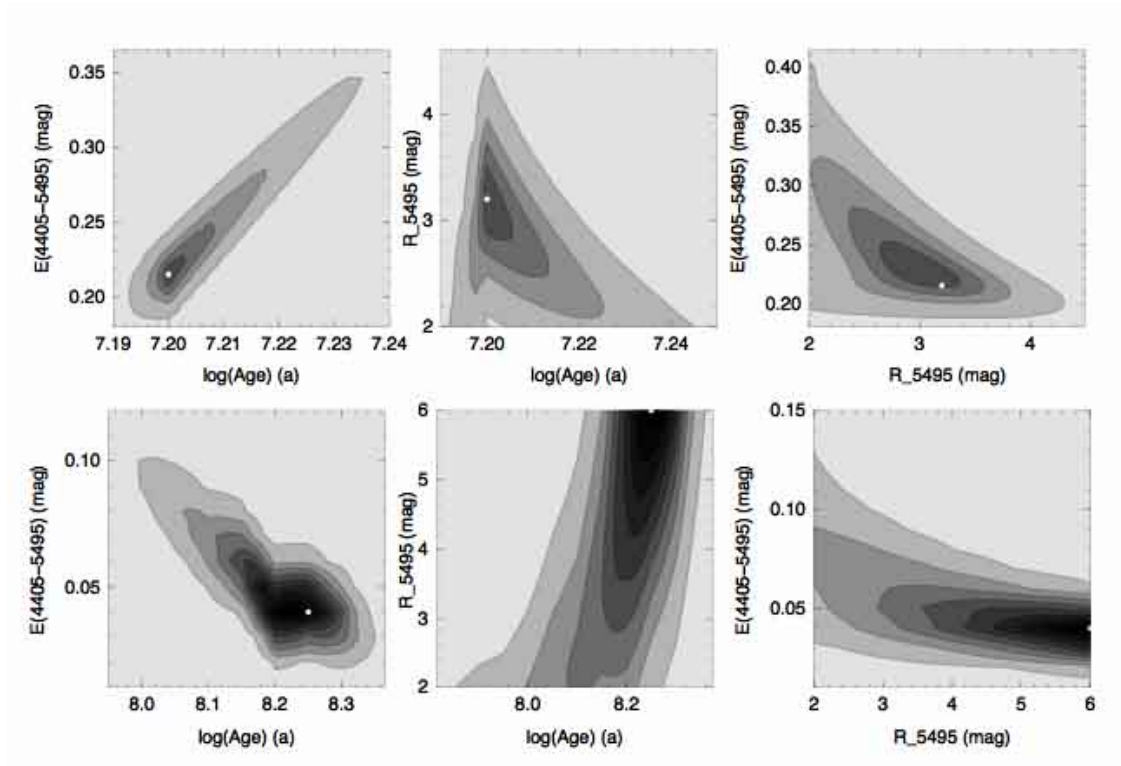 E(4405−5495) (mag)
0.35
0.30
0.25
0.20
7.19 7.20 7.21 7.22 7.23 7.24
log(Age) (a)
R_5495 (mag)
4
3
2
7.20 7.22 7.24
log(Age) (a)
E(4405−5495) (mag)
0.40
0.35
0.30
0.25
0.20
2 3 4
R_5495 (mag)
E(4405−5495) (mag)
0.10
0.05
8.0 8.1 8.2 8.3
log(Age) (a)
R_5495 (mag)
6
5
4
3
2
8.0 8.2
log(Age) (a)
E(4405−5495) (mag)
0.15
0.10
0.05
2 3 4 5 6
R_5495 (mag)